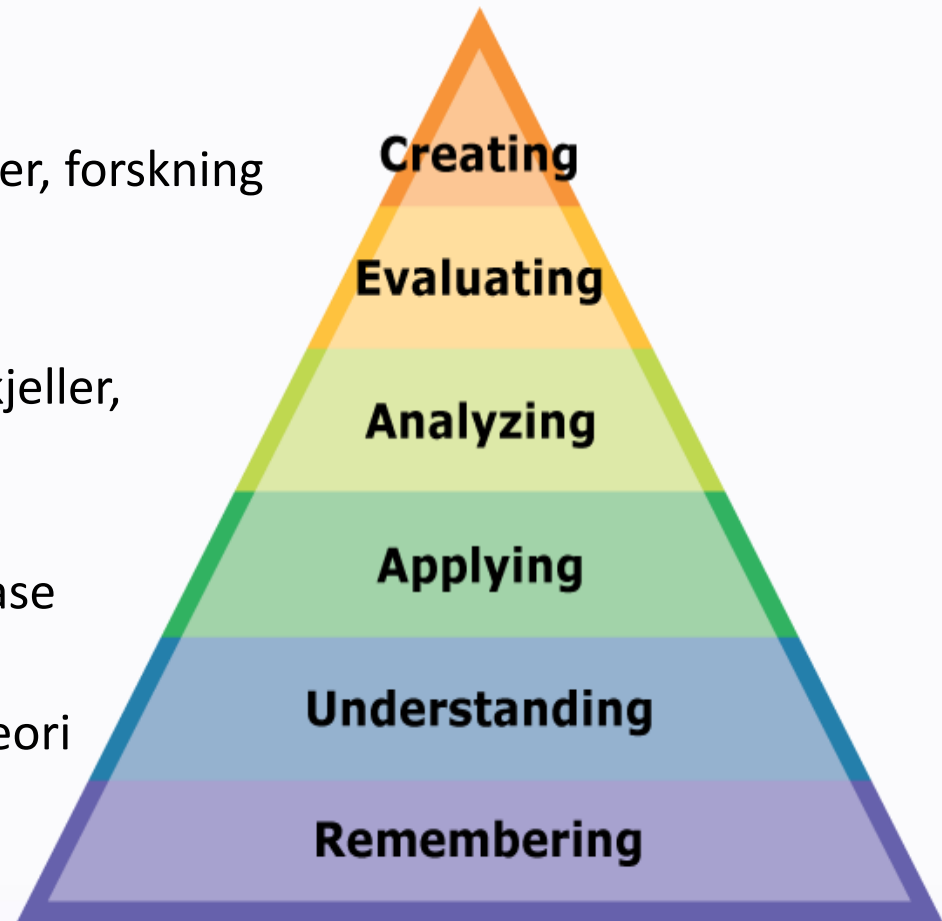 Creating
er, forskning
Evaluating
jeller,
Analyzing
Applying
ase
Understanding
eori
Remembering